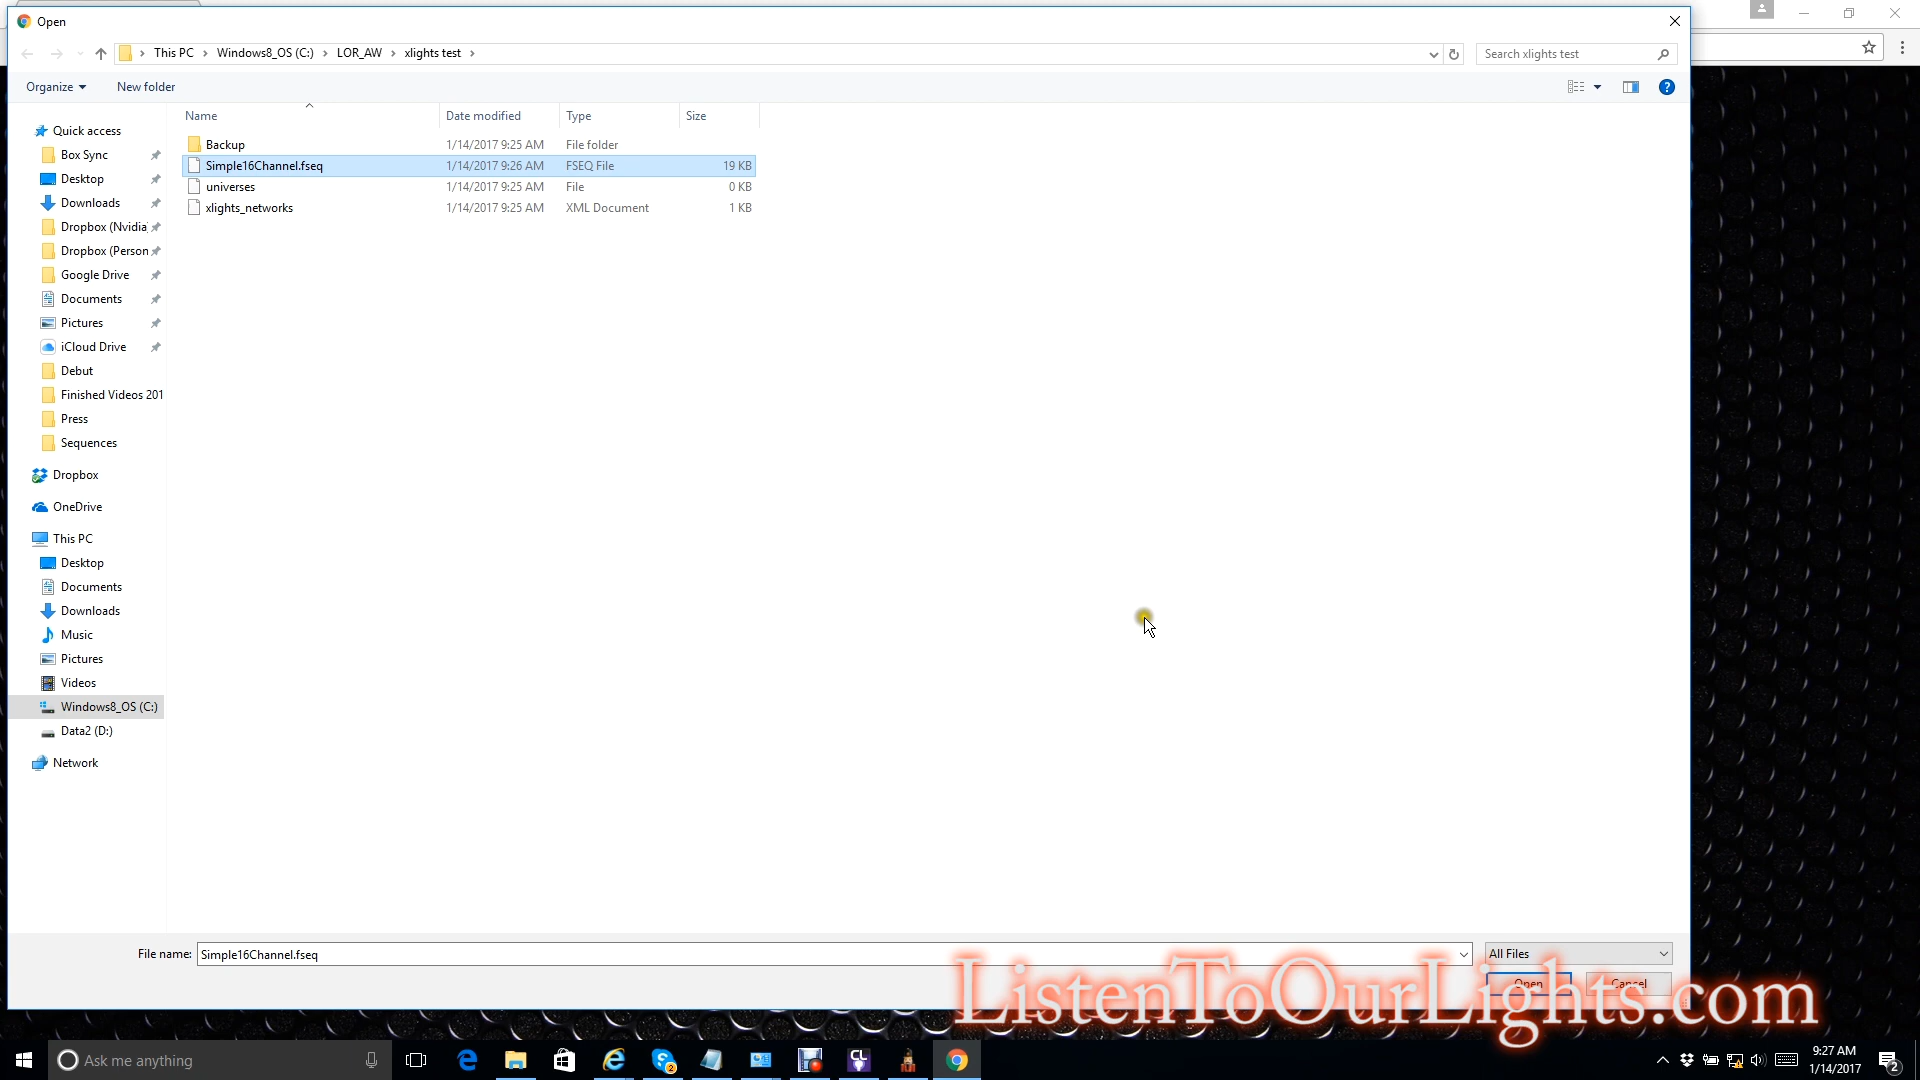 Open
This PC > Windows8_OS (C:) > LOR_AW > xlights test >
Search xlights test
Organize
New folder
?
Name Date modified Type Size
Backup 1/14/2017 9:25 AM File folder
Simple16Channel.fseq 1/14/2017 9:26 AM FSEQ File 19 KB
universes 1/14/2017 9:25 AM File 0 KB
xlights_networks 1/14/2017 9:25 AM XML Document 1 KB
Quick access
Box Sync
Desktop
Downloads
Dropbox (Nvidia
Dropbox (Person
Google Drive
Documents
Pictures
iCloud Drive
Debut
Finished Videos 201
Press
Sequences
Dropbox
OneDrive
This PC
Desktop
Documents
Downloads
Music
Pictures
Videos
Windows8_OS (C:)
Data2 (D:)
Network
File name: Simple16Channel.fseq
All Files
Open Cancel
ListenToOurLights.com
Ask me anything
2
CL
9:27 AM
1/14/2017
2